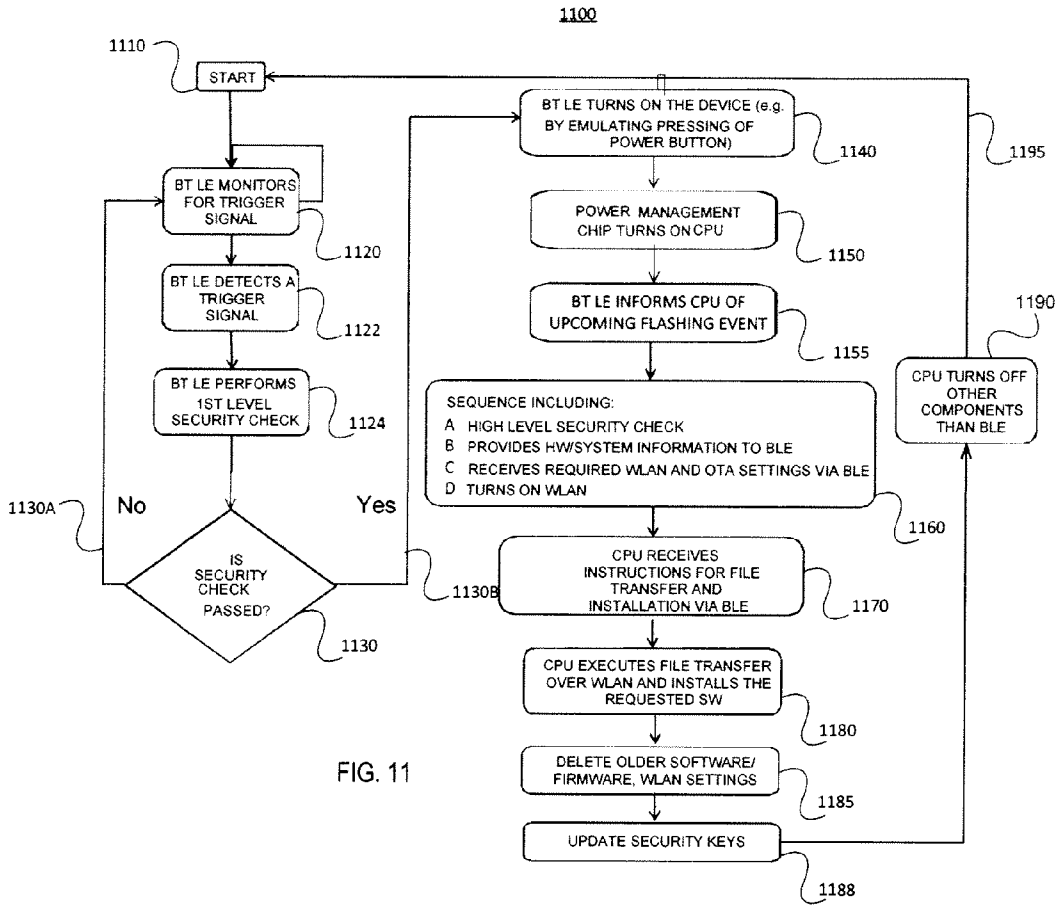 1100
1110
START
BT LE MONITORS
FOR TRIGGER
SIGNAL
1120
BT LE DETECTS A
TRIGGER
SIGNAL
1122
BT LE PERFORMS
1ST LEVEL
SECURITY CHECK
1124
1130A
No
Yes
IS
SECURITY
CHECK
PASSED?
1130
1130B
BT LE TURNS ON THE DEVICE (e.g.
BY EMULATING PRESSING OF
POWER BUTTON)
1140
POWER MANAGEMENT
CHIP TURNS ON CPU
1150
BT LE INFORMS CPU OF
UPCOMING FLASHING EVENT
1155
SEQUENCE INCLUDING:
A HIGH LEVEL SECURITY CHECK
B PROVIDES HW/SYSTEM INFORMATION TO BLE
C RECEIVES REQUIRED WLAN AND OTA SETTINGS VIA BLE
D TURNS ON WLAN
1160
CPU RECEIVES
INSTRUCTIONS FOR FILE
TRANSFER AND
INSTALLATION VIA BLE
1170
CPU EXECUTES FILE TRANSFER
OVER WLAN AND INSTALLS THE
REQUESTED SW
1180
DELETE OLDER SOFTWARE/
FIRMWARE, WLAN SETTINGS
1185
UPDATE SECURITY KEYS
1188
1190
CPU TURNS OFF
OTHER
COMPONENTS
THAN BLE
1195
FIG. 11